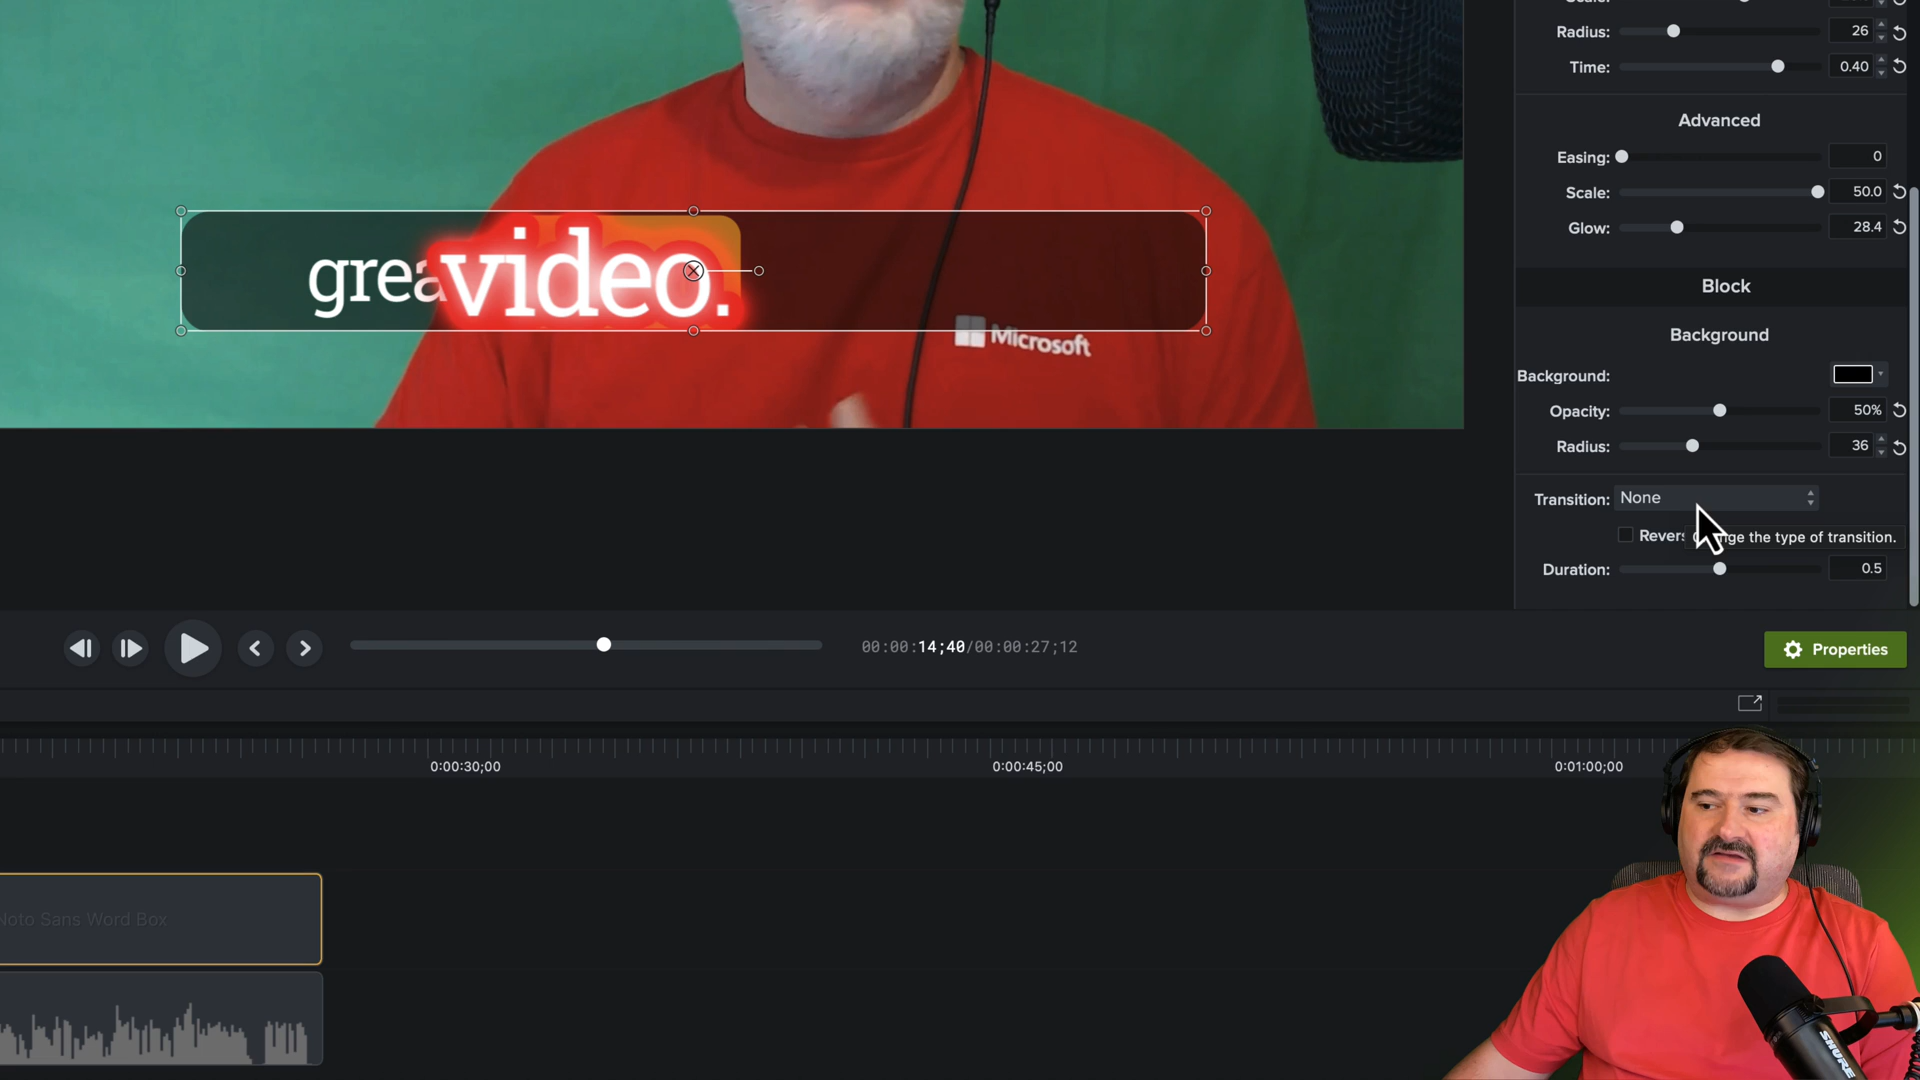 Radius: 26
Time: 0.40
Advanced
Easing: 0
Scale: 50.0
Glow: 28.4
grea video.
Microsoft
Block
Background
Background:
Opacity: 50%
Radius: 36
Transition: None
Revers
ge the type of transition.
Duration: 0.5
00:00:14;40/00:00:27;12
Properties
0:00:30;00
0:00:45;00
0:01:00;00
Noto Sans Word Box
SHURE